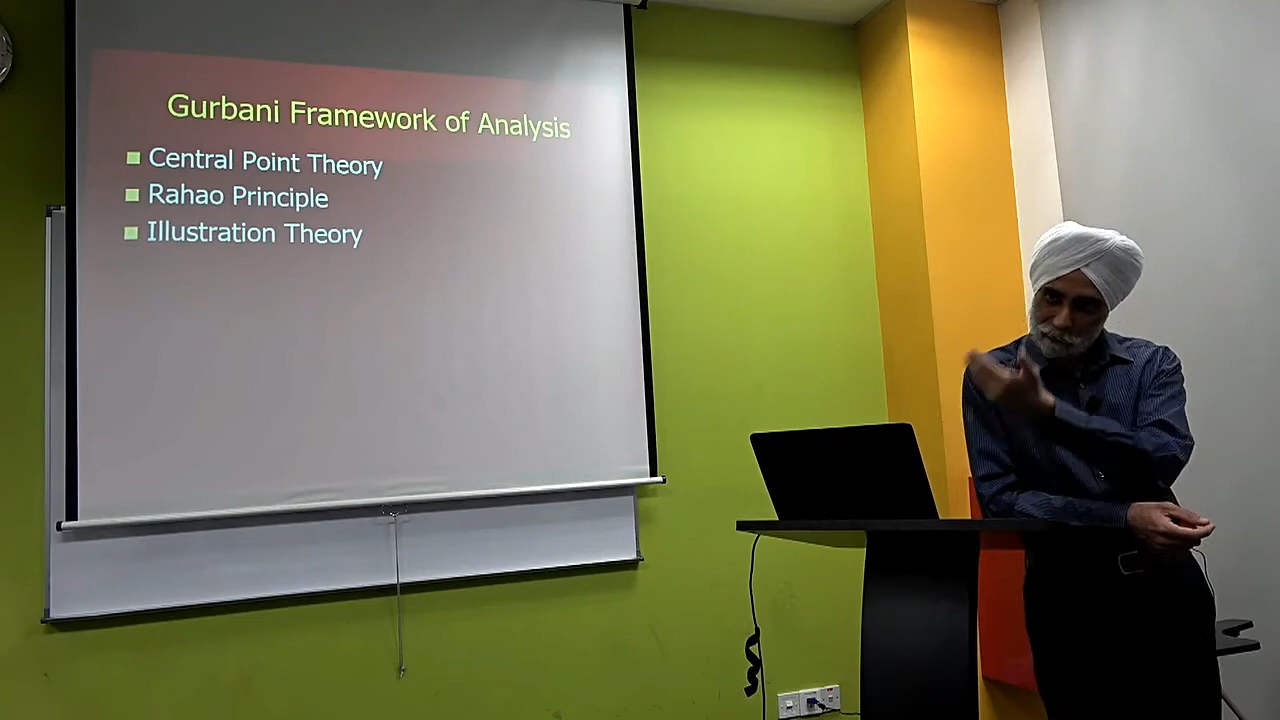 Gurbani Framework of Analysis
Central Point Theory
Rahao Principle
Illustration Theory